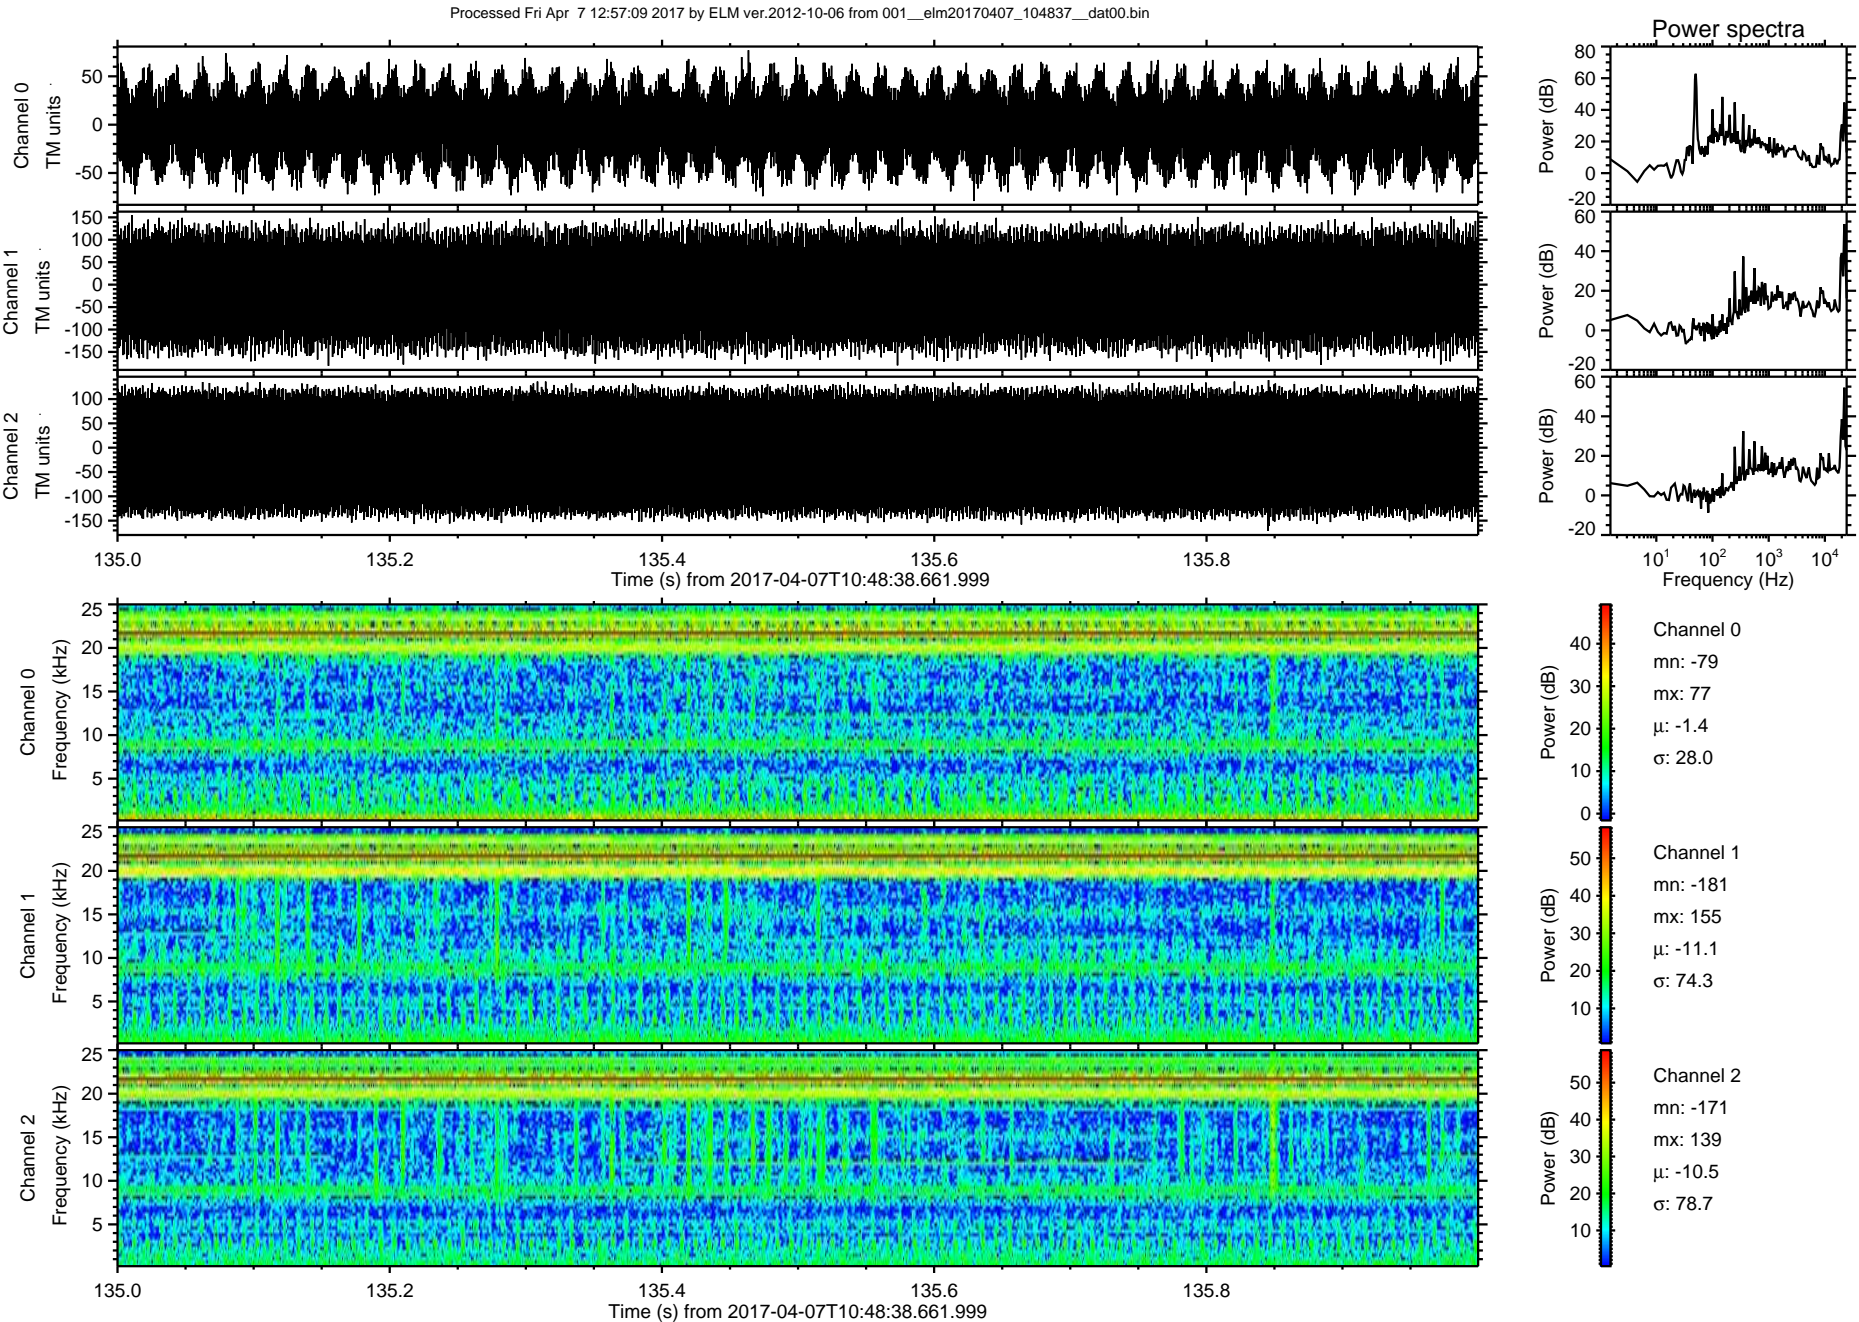 Processed Fri Apr  7 12:57:09 2017 by ELM ver.2012-10-06 from 001__elm20170407_104837__dat00.bin
Power spectra
Channel 0
TM units
50
0
-50
Power (dB)
80
60
40
20
0
-20
Channel 1
TM units
150
100
50
0
-50
-100
-150
Power (dB)
60
40
20
0
-20
Channel 2
TM units
100
50
0
-50
-100
-150
Power (dB)
60
40
20
0
-20
135.0 135.2 135.4 135.6 135.8
Time (s) from 2017-04-07T10:48:38.661.999
10¹ 10² 10³ 10⁴
Frequency (Hz)
Channel 0
Frequency (kHz)
25
20
15
10
5
Power (dB)
40
30
20
10
0
Channel 0
mn: -79
mx: 77
μ: -1.4
σ: 28.0
Channel 1
Frequency (kHz)
25
20
15
10
5
Power (dB)
50
40
30
20
10
Channel 1
mn: -181
mx: 155
μ: -11.1
σ: 74.3
Channel 2
Frequency (kHz)
25
20
15
10
5
Power (dB)
50
40
30
20
10
Channel 2
mn: -171
mx: 139
μ: -10.5
σ: 78.7
135.0 135.2 135.4 135.6 135.8
Time (s) from 2017-04-07T10:48:38.661.999